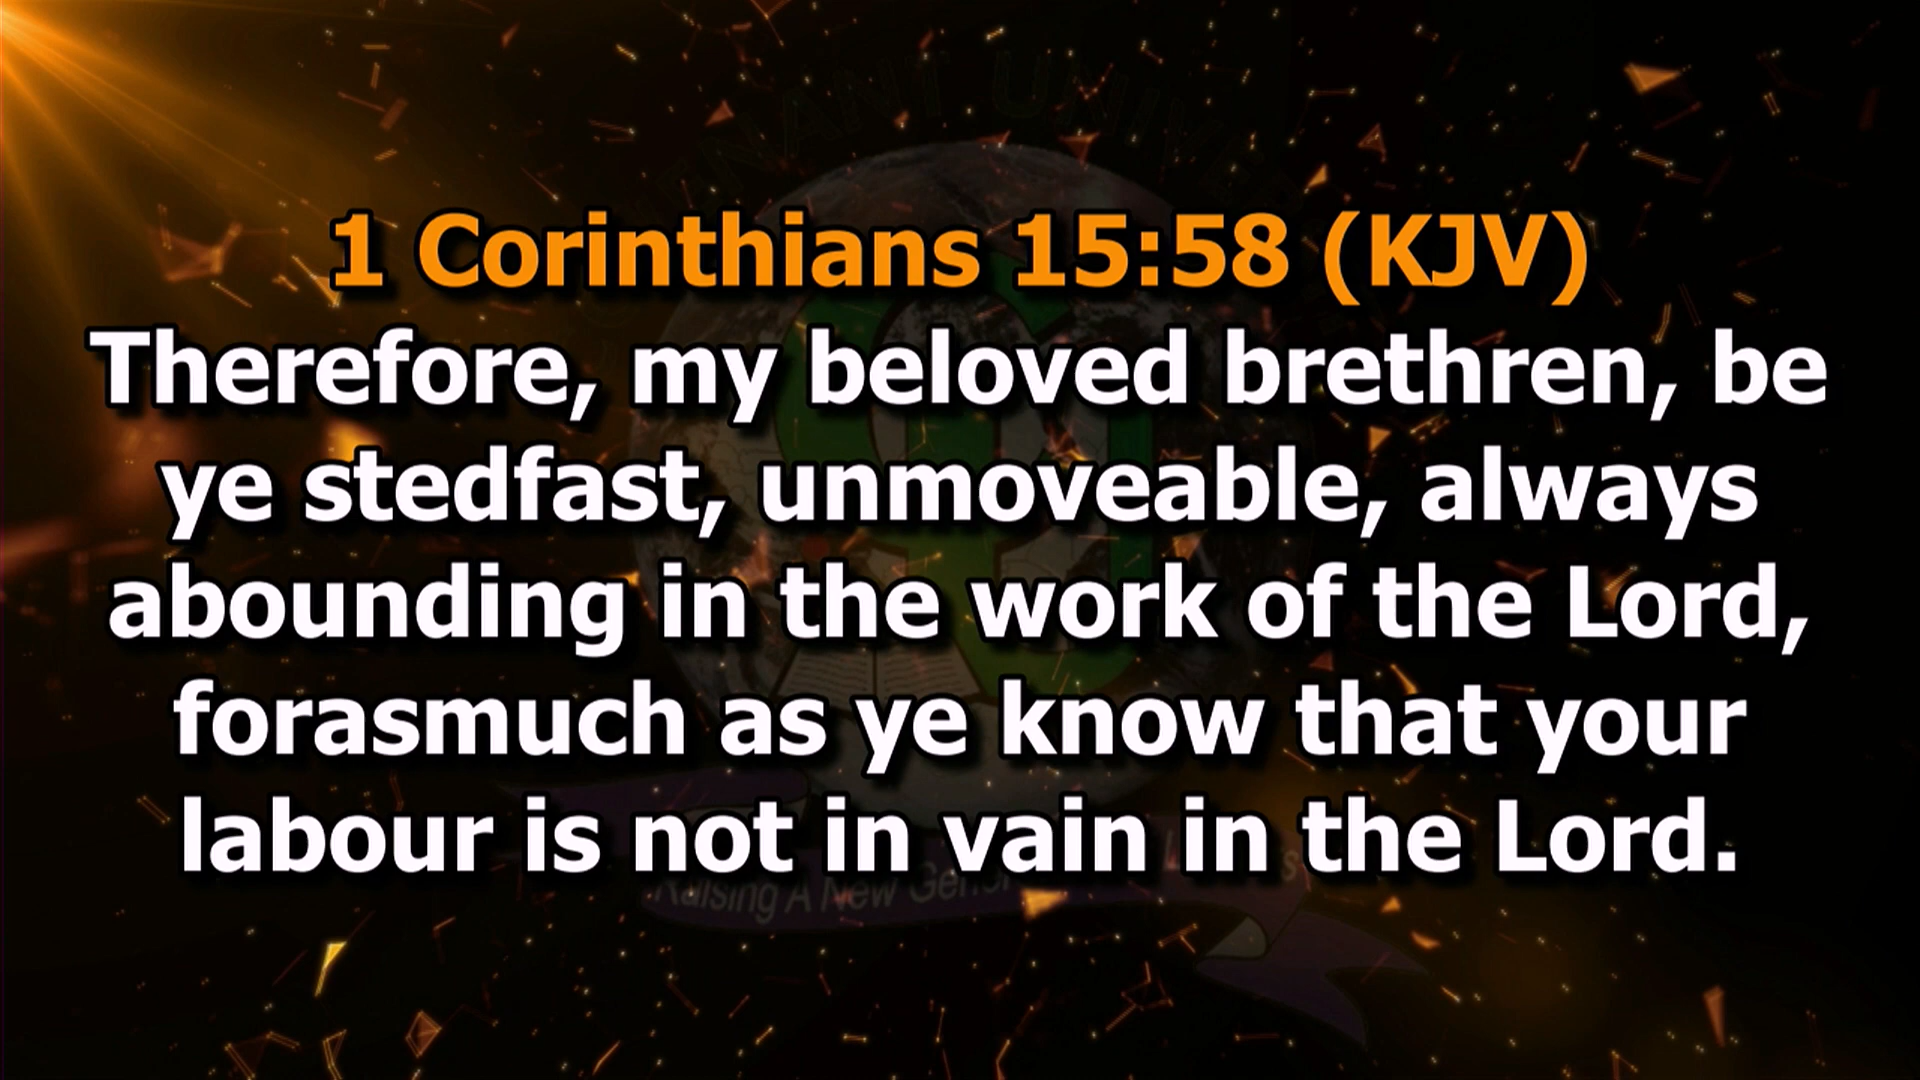 1 Corinthians 15:58 (KJV)
Therefore, my beloved brethren, be
ye stedfast, unmoveable, always
abounding in the work of the Lord,
forasmuch as ye know that your
labour is not in vain in the Lord.
Raising A New